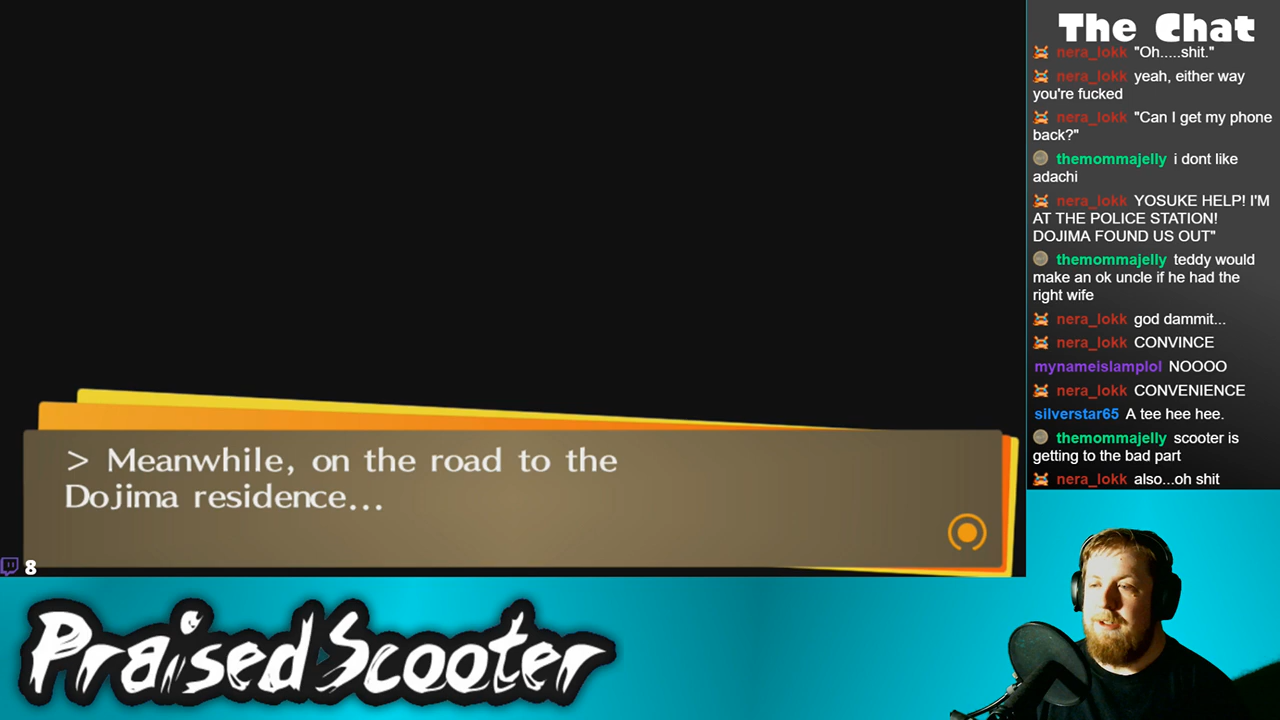 The Chat
nera_lokk "Oh.....shit."
nera_lokk yeah, either way
you're fucked
nera_lokk "Can I get my phone
back?"
themommajelly i dont like
adachi
nera_lokk YOSUKE HELP! I'M
AT THE POLICE STATION!
DOJIMA FOUND US OUT"
themommajelly teddy would
make an ok uncle if he had the
right wife
nera_lokk god dammit...
nera_lokk CONVINCE
mynameislamplol NOOOO
nera_lokk CONVENIENCE
silverstar65 A tee hee hee.
themommajelly scooter is
getting to the bad part
nera_lokk also...oh shit
> Meanwhile, on the road to the
Dojima residence...
8
PraisedScooter